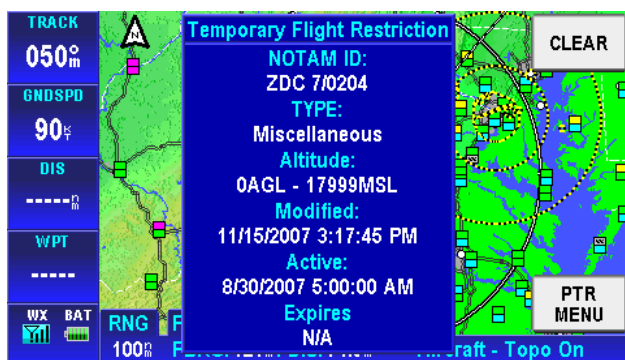 TRACK
050°m
GNDSPD
90kt
DIS
-----nm
WPT
-----
WX BAT
N
Temporary Flight Restriction
NOTAM ID:
ZDC 7/0204
TYPE:
Miscellaneous
Altitude:
0AGL - 17999MSL
Modified:
11/15/2007 3:17:45 PM
Active:
8/30/2007 5:00:00 AM
Expires
N/A
CLEAR
PTR
MENU
RNG
100nm
- Topo On